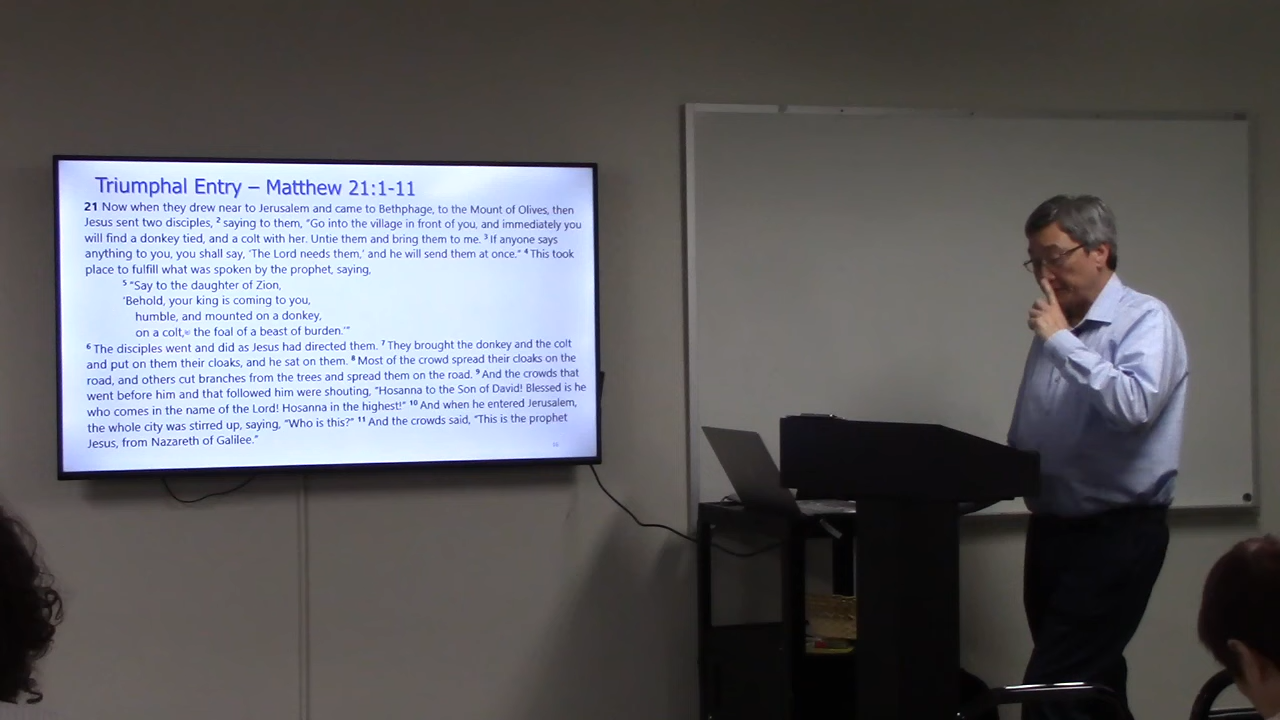 Triumphal Entry – Matthew 21:1-11
21 Now when they drew near to Jerusalem and came to Bethphage, to the Mount of Olives, then
Jesus sent two disciples, 2 saying to them, “Go into the village in front of you, and immediately you
will find a donkey tied, and a colt with her. Untie them and bring them to me. 3 If anyone says
anything to you, you shall say, ‘The Lord needs them,’ and he will send them at once.” 4 This took
place to fulfill what was spoken by the prophet, saying,
5 “Say to the daughter of Zion,
‘Behold, your king is coming to you,
humble, and mounted on a donkey,
on a colt, the foal of a beast of burden.’”
6 The disciples went and did as Jesus had directed them. 7 They brought the donkey and the colt
and put on them their cloaks, and he sat on them. 8 Most of the crowd spread their cloaks on the
road, and others cut branches from the trees and spread them on the road. 9 And the crowds that
went before him and that followed him were shouting, “Hosanna to the Son of David! Blessed is he
who comes in the name of the Lord! Hosanna in the highest!” 10 And when he entered Jerusalem,
the whole city was stirred up, saying, “Who is this?” 11 And the crowds said, “This is the prophet
Jesus, from Nazareth of Galilee.”